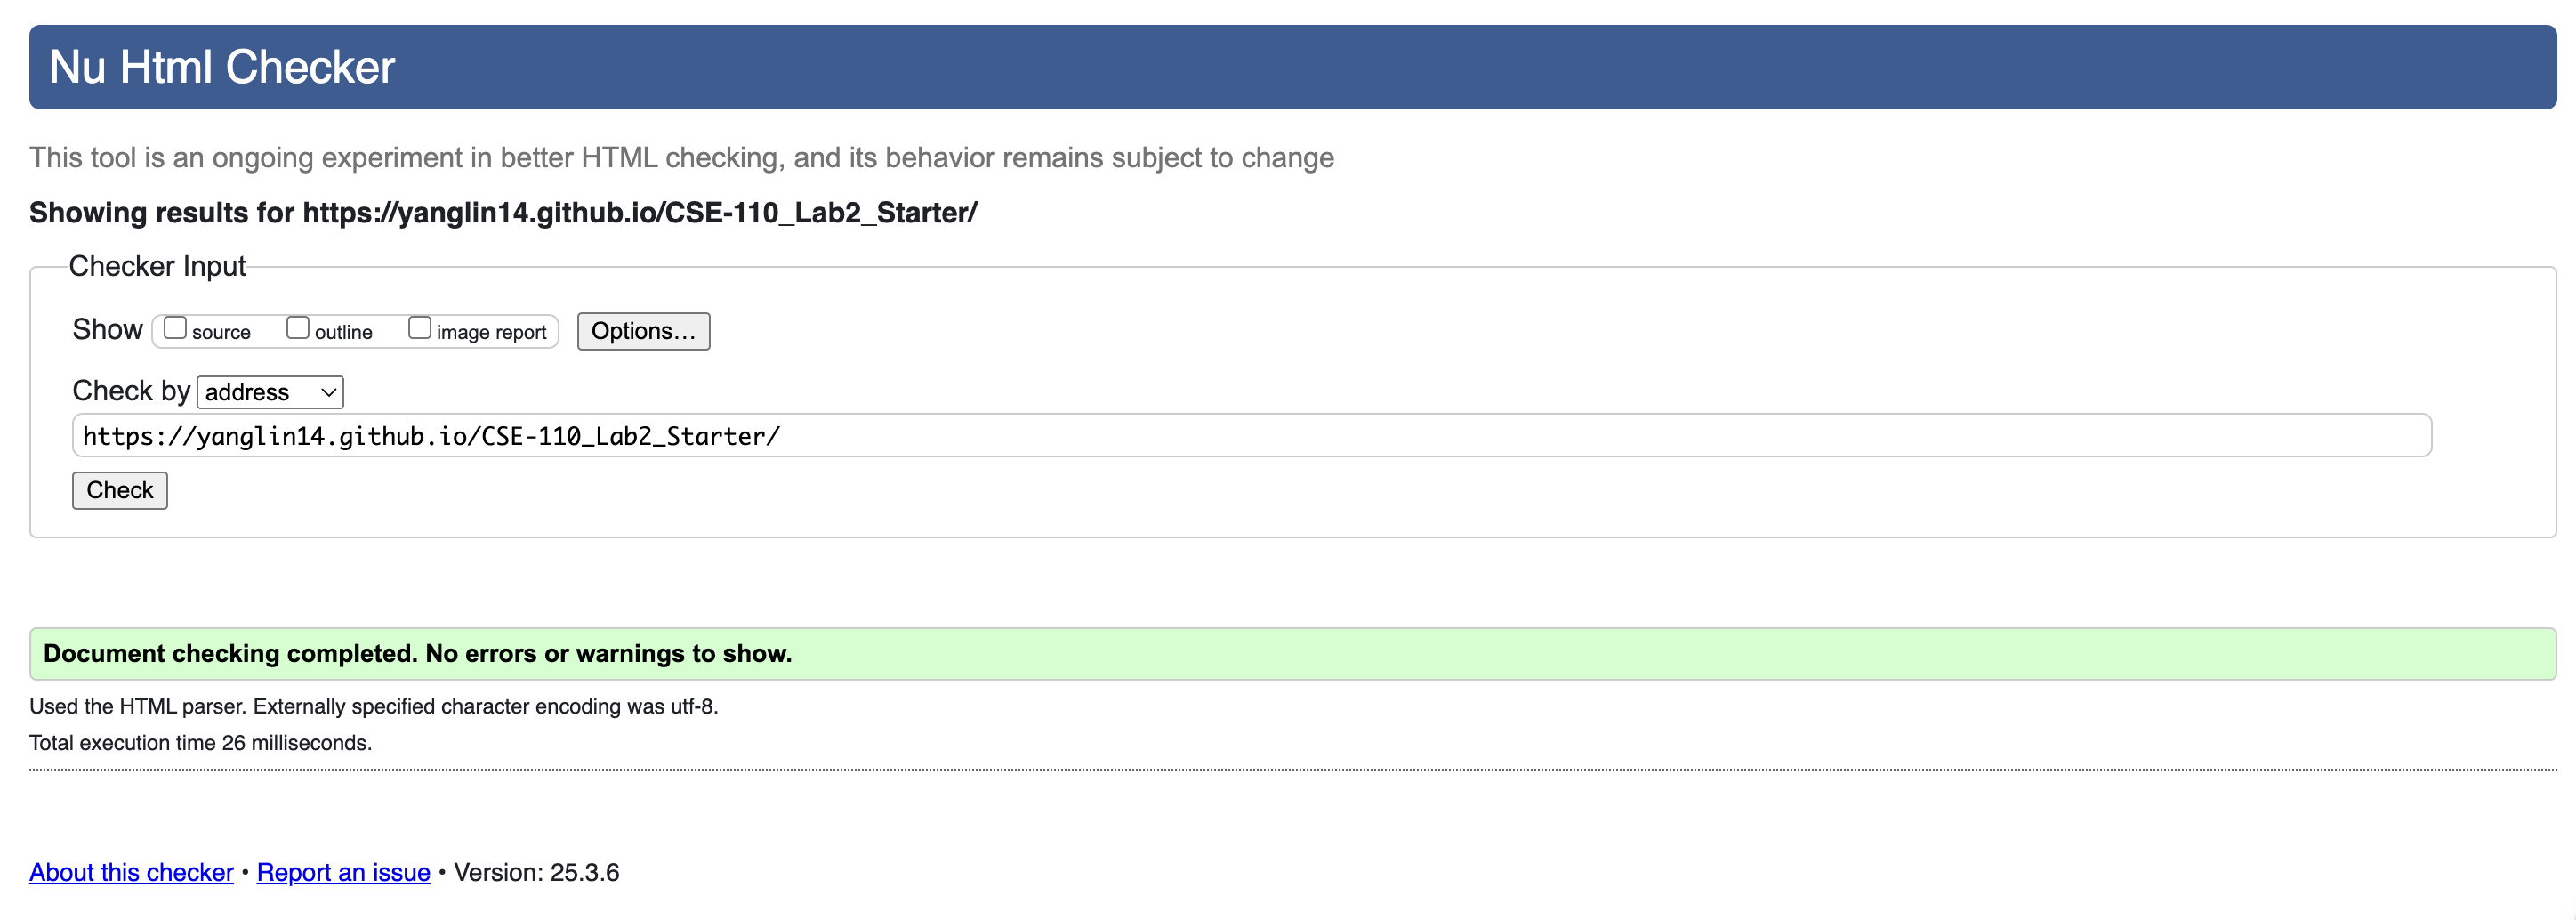 Nu Html Checker
This tool is an ongoing experiment in better HTML checking, and its behavior remains subject to change
Showing results for https://yanglin14.github.io/CSE-110_Lab2_Starter/
Checker Input
Show source outline image report Options…
Check by address
https://yanglin14.github.io/CSE-110_Lab2_Starter/
Check
Document checking completed. No errors or warnings to show.
Used the HTML parser. Externally specified character encoding was utf-8.
Total execution time 26 milliseconds.
About this checker • Report an issue • Version: 25.3.6